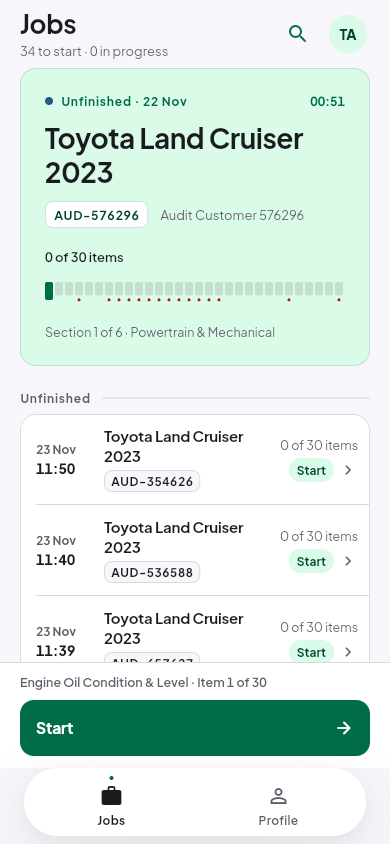 Jobs
34 to start · 0 in progress
TA
Unfinished · 22 Nov
00:51
Toyota Land Cruiser
2023
AUD-576296
Audit Customer 576296
0 of 30 items
Section 1 of 6 · Powertrain & Mechanical
Unfinished
23 Nov
11:50
Toyota Land Cruiser
2023
AUD-354626
0 of 30 items
Start
23 Nov
11:40
Toyota Land Cruiser
2023
AUD-536588
0 of 30 items
Start
23 Nov
11:39
Toyota Land Cruiser
2023
0 of 30 items
Start
Engine Oil Condition & Level · Item 1 of 30
Start
Jobs
Profile